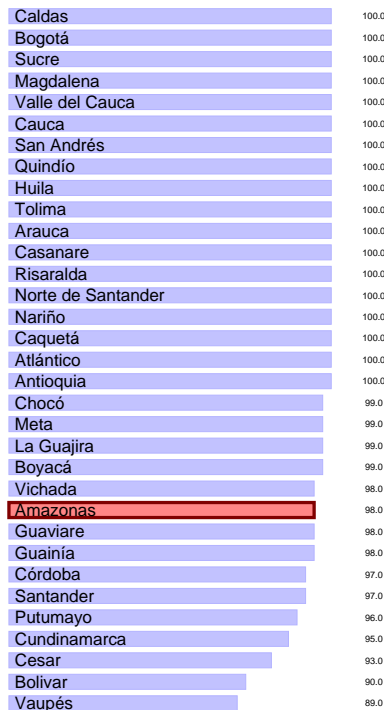 Caldas 100.0
Bogotá 100.0
Sucre 100.0
Magdalena 100.0
Valle del Cauca 100.0
Cauca 100.0
San Andrés 100.0
Quindío 100.0
Huila 100.0
Tolima 100.0
Arauca 100.0
Casanare 100.0
Risaralda 100.0
Norte de Santander 100.0
Nariño 100.0
Caquetá 100.0
Atlántico 100.0
Antioquia 100.0
Chocó 99.0
Meta 99.0
La Guajira 99.0
Boyacá 99.0
Vichada 98.0
Amazonas 98.0
Guaviare 98.0
Guainía 98.0
Córdoba 97.0
Santander 97.0
Putumayo 96.0
Cundinamarca 95.0
Cesar 93.0
Bolivar 90.0
Vaupés 89.0